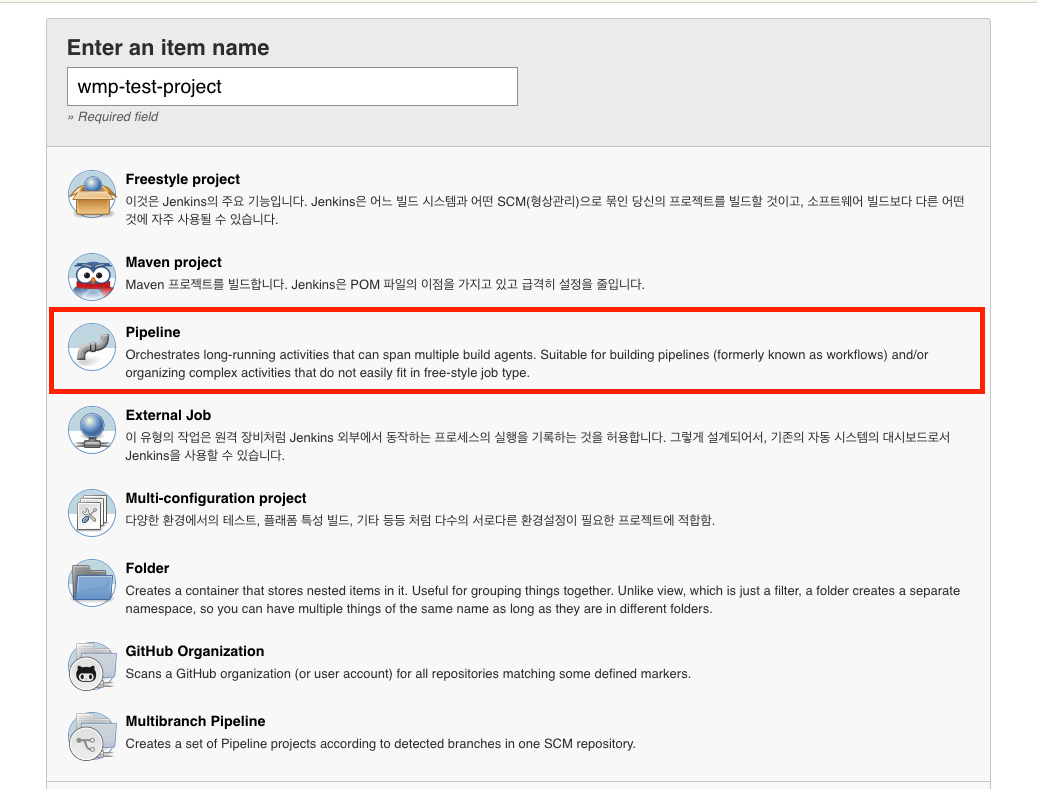 Enter an item name
wmp-test-project
» Required field
Freestyle project
이것은 Jenkins의 주요 기능입니다. Jenkins은 어느 빌드 시스템과 어떤 SCM(형상관리)으로 묶인 당신의 프로젝트를 빌드할 것이고, 소프트웨어 빌드보다 다른 어떤
것에 자주 사용될 수 있습니다.
Maven project
Maven 프로젝트를 빌드합니다. Jenkins은 POM 파일의 이점을 가지고 있고 급격히 설정을 줄입니다.
Pipeline
Orchestrates long-running activities that can span multiple build agents. Suitable for building pipelines (formerly known as workflows) and/or
organizing complex activities that do not easily fit in free-style job type.
External Job
이 유형의 작업은 원격 장비처럼 Jenkins 외부에서 동작하는 프로세스의 실행을 기록하는 것을 허용합니다. 그렇게 설계되어서, 기존의 자동 시스템의 대시보드로서
Jenkins을 사용할 수 있습니다.
Multi-configuration project
다양한 환경에서의 테스트, 플래폼 특성 빌드, 기타 등등 처럼 다수의 서로다른 환경설정이 필요한 프로젝트에 적합함.
Folder
Creates a container that stores nested items in it. Useful for grouping things together. Unlike view, which is just a filter, a folder creates a separate
namespace, so you can have multiple things of the same name as long as they are in different folders.
GitHub Organization
Scans a GitHub organization (or user account) for all repositories matching some defined markers.
Multibranch Pipeline
Creates a set of Pipeline projects according to detected branches in one SCM repository.